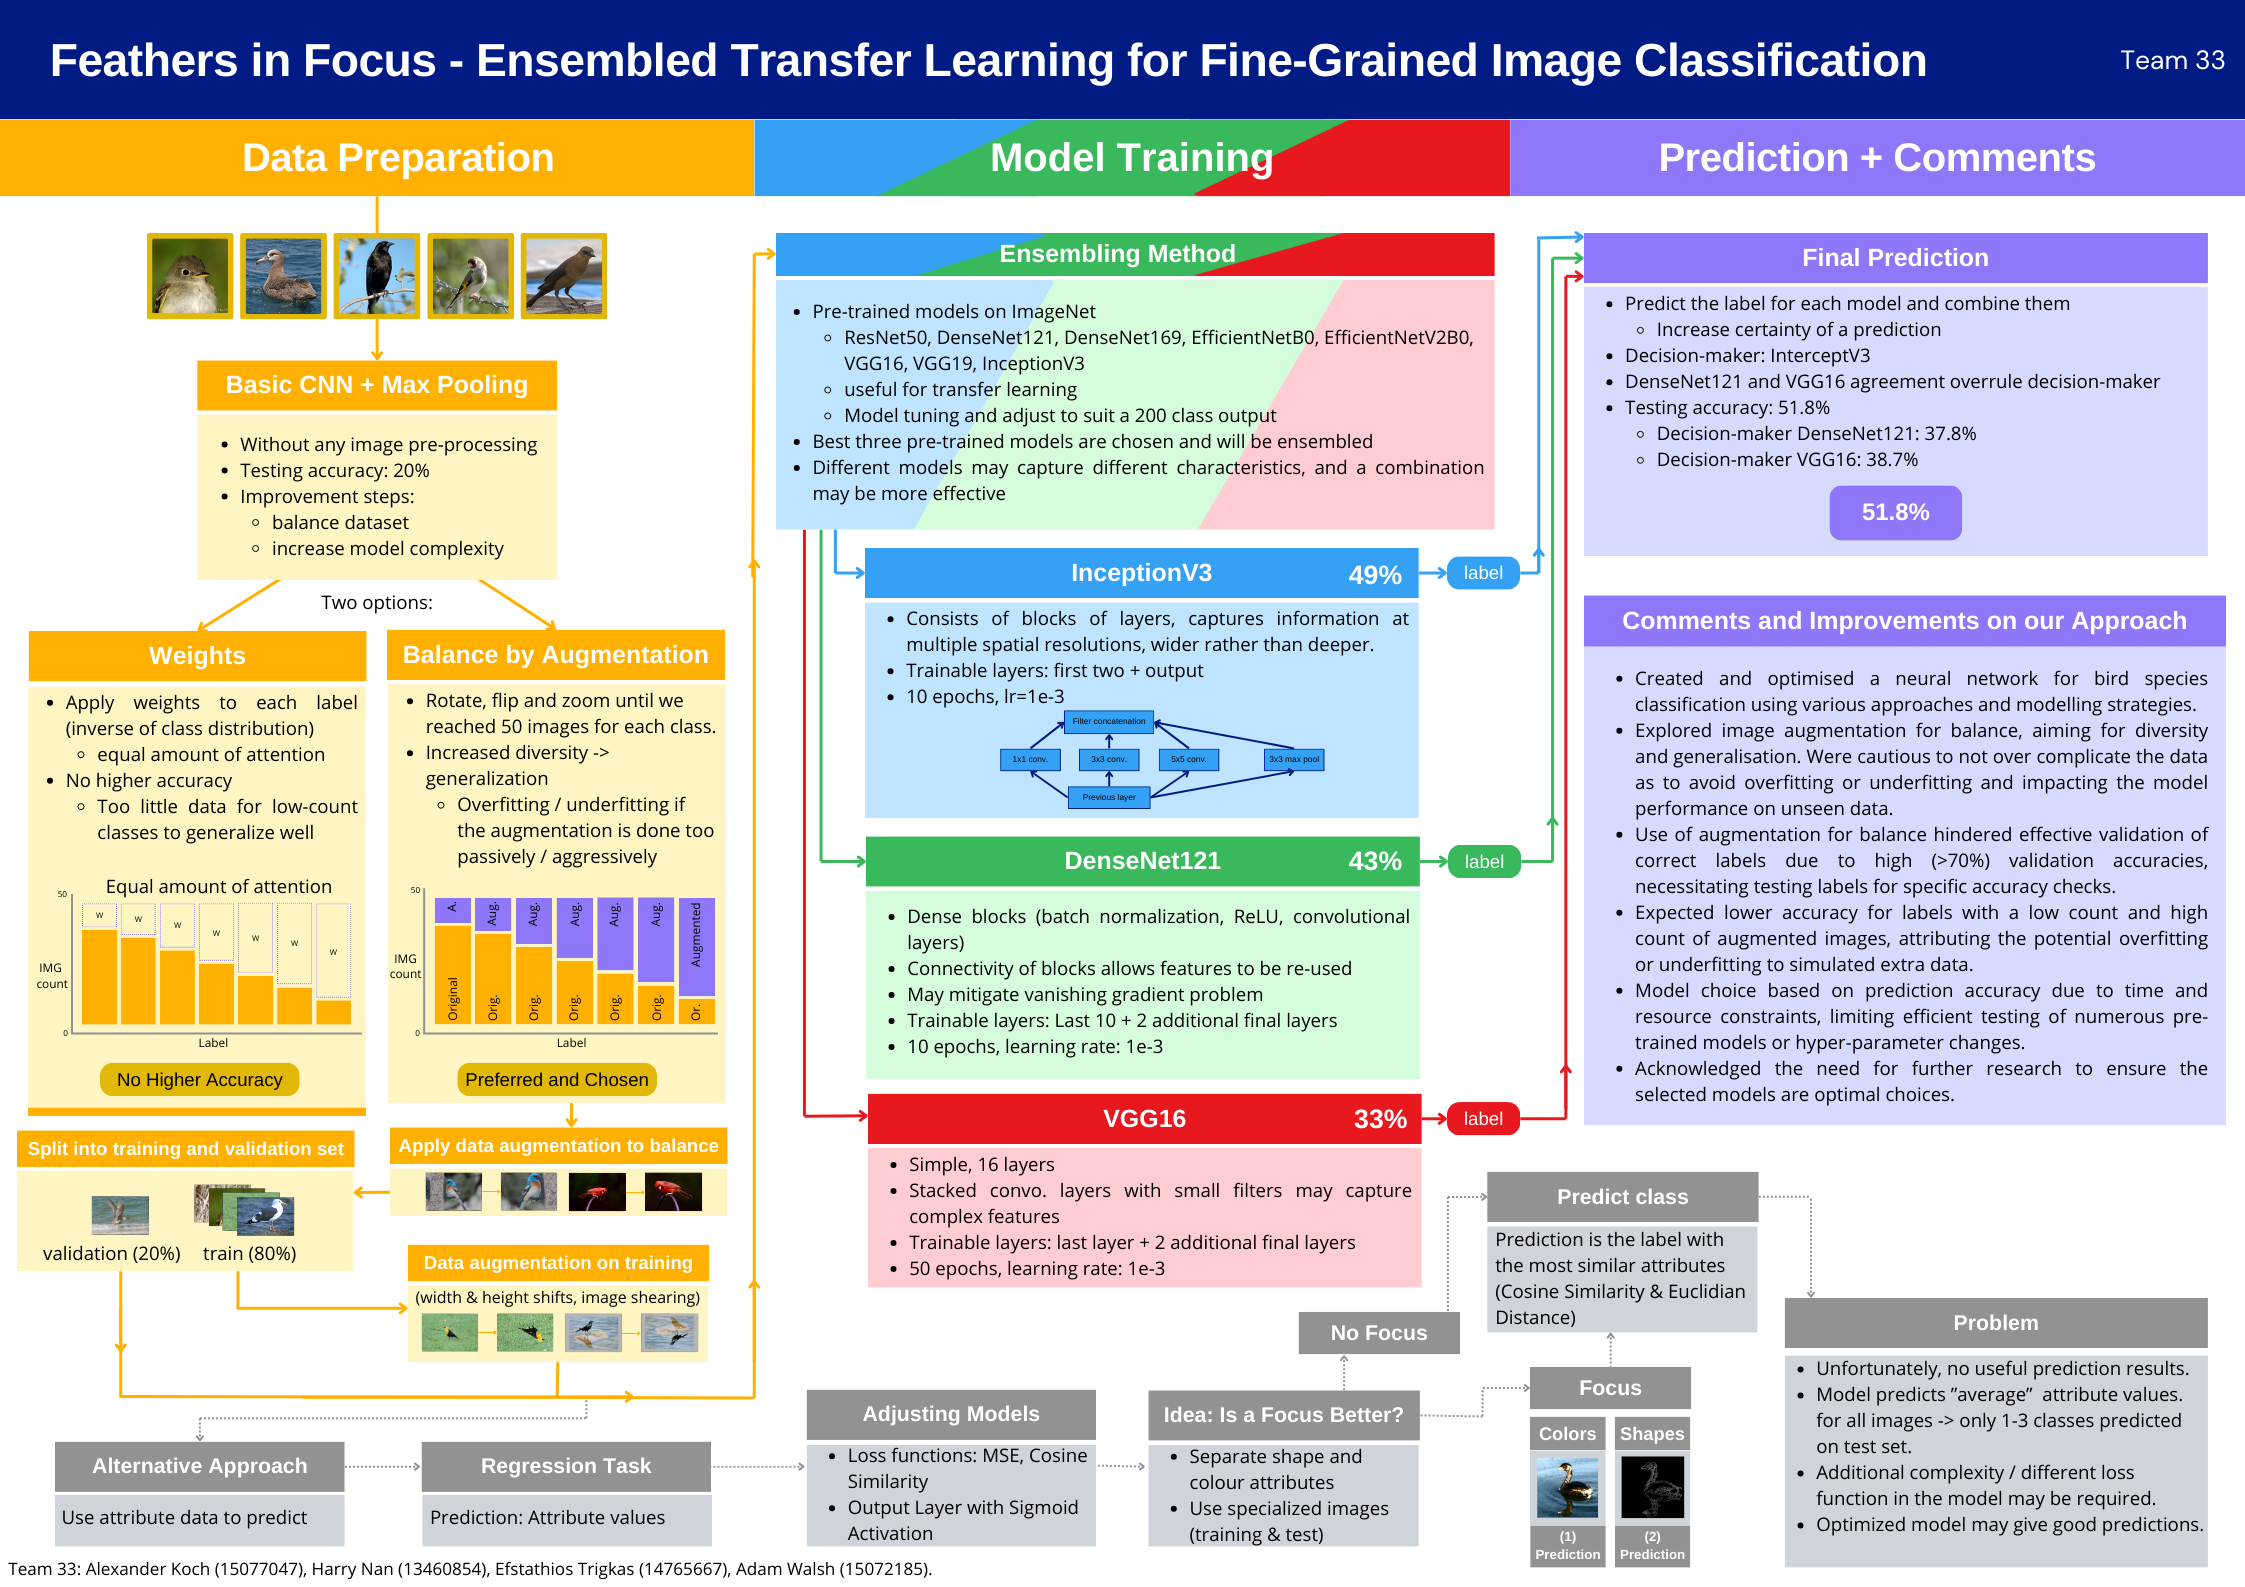 Feathers in Focus - Ensembled Transfer Learning for Fine-Grained Image Classification
Team 33
Data Preparation
Model Training
Prediction + Comments
Basic CNN + Max Pooling
• Without any image pre-processing
• Testing accuracy: 20%
• Improvement steps:
◦ balance dataset
◦ increase model complexity
Two options:
Weights
• Apply weights to each label
(inverse of class distribution)
◦ equal amount of attention
• No higher accuracy
◦ Too little data for low-count
classes to generalize well
Equal amount of attention
50
W
W
W
W
W
W
W
IMG
count
0
Label
No Higher Accuracy
Balance by Augmentation
• Rotate, flip and zoom until we
reached 50 images for each class.
• Increased diversity ->
generalization
◦ Overfitting / underfitting if
the augmentation is done too
passively / aggressively
50
A.
Aug.
Aug.
Aug.
Aug.
Aug.
Augmented
IMG
count
Original
Orig.
Orig.
Orig.
Orig.
Orig.
Or.
0
Label
Preferred and Chosen
Split into training and validation set
validation (20%)
train (80%)
Apply data augmentation to balance
Data augmentation on training
(width & height shifts, image shearing)
Ensembling Method
• Pre-trained models on ImageNet
◦ ResNet50, DenseNet121, DenseNet169, EfficientNetB0, EfficientNetV2B0,
VGG16, VGG19, InceptionV3
◦ useful for transfer learning
◦ Model tuning and adjust to suit a 200 class output
• Best three pre-trained models are chosen and will be ensembled
• Different models may capture different characteristics, and a combination
may be more effective
InceptionV3
49%
label
• Consists of blocks of layers, captures information at
multiple spatial resolutions, wider rather than deeper.
• Trainable layers: first two + output
• 10 epochs, lr=1e-3
Filter concatenation
1x1 conv.
3x3 conv.
5x5 conv.
3x3 max pool
Previous layer
DenseNet121
43%
label
• Dense blocks (batch normalization, ReLU, convolutional
layers)
• Connectivity of blocks allows features to be re-used
• May mitigate vanishing gradient problem
• Trainable layers: Last 10 + 2 additional final layers
• 10 epochs, learning rate: 1e-3
VGG16
33%
label
• Simple, 16 layers
• Stacked convo. layers with small filters may capture
complex features
• Trainable layers: last layer + 2 additional final layers
• 50 epochs, learning rate: 1e-3
Final Prediction
• Predict the label for each model and combine them
◦ Increase certainty of a prediction
• Decision-maker: InterceptV3
• DenseNet121 and VGG16 agreement overrule decision-maker
• Testing accuracy: 51.8%
◦ Decision-maker DenseNet121: 37.8%
◦ Decision-maker VGG16: 38.7%
51.8%
Comments and Improvements on our Approach
• Created and optimised a neural network for bird species
classification using various approaches and modelling strategies.
• Explored image augmentation for balance, aiming for diversity
and generalisation. Were cautious to not over complicate the data
as to avoid overfitting or underfitting and impacting the model
performance on unseen data.
• Use of augmentation for balance hindered effective validation of
correct labels due to high (>70%) validation accuracies,
necessitating testing labels for specific accuracy checks.
• Expected lower accuracy for labels with a low count and high
count of augmented images, attributing the potential overfitting
or underfitting to simulated extra data.
• Model choice based on prediction accuracy due to time and
resource constraints, limiting efficient testing of numerous pre-
trained models or hyper-parameter changes.
• Acknowledged the need for further research to ensure the
selected models are optimal choices.
Alternative Approach
Use attribute data to predict
Regression Task
Prediction: Attribute values
Adjusting Models
• Loss functions: MSE, Cosine
Similarity
• Output Layer with Sigmoid
Activation
Idea: Is a Focus Better?
• Separate shape and
colour attributes
• Use specialized images
(training & test)
No Focus
Focus
Colors
Shapes
(1)
Prediction
(2)
Prediction
Predict class
Prediction is the label with
the most similar attributes
(Cosine Similarity & Euclidian
Distance)
Problem
• Unfortunately, no useful prediction results.
• Model predicts ”average” attribute values.
for all images -> only 1-3 classes predicted
on test set.
• Additional complexity / different loss
function in the model may be required.
• Optimized model may give good predictions.
Team 33: Alexander Koch (15077047), Harry Nan (13460854), Efstathios Trigkas (14765667), Adam Walsh (15072185).